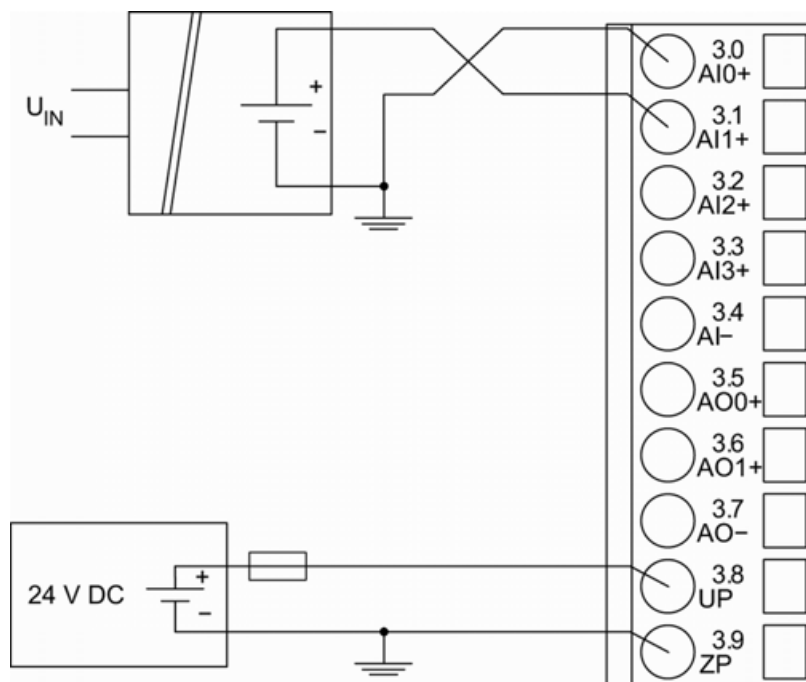 U_IN
+
−
3.0
AI0+
3.1
AI1+
3.2
AI2+
3.3
AI3+
3.4
AI−
3.5
AO0+
3.6
AO1+
3.7
AO−
24 V DC
+
−
3.8
UP
3.9
ZP